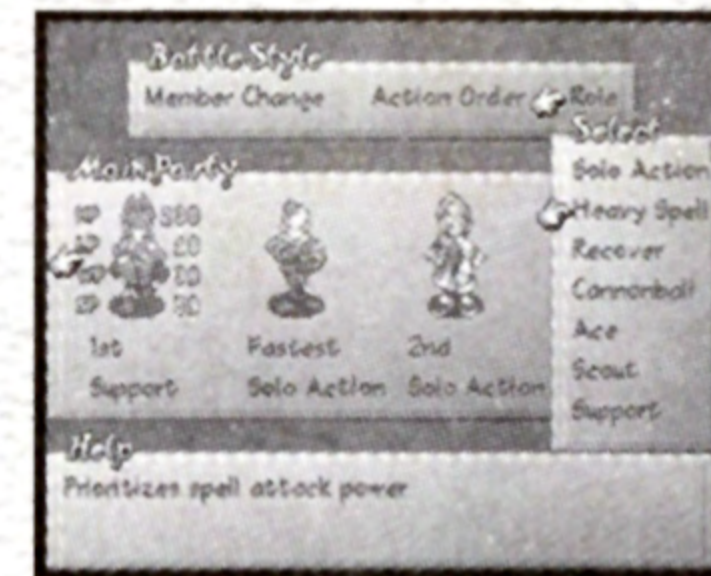 Battle Style
Member Change Action Order Role
Select
Solo Action
Heavy Spell
Recover
Cannonball
Ace
Scout
Support
Main Party
1st Fastest 2nd
Support Solo Action Solo Action
Help
Prioritizes spell attack power